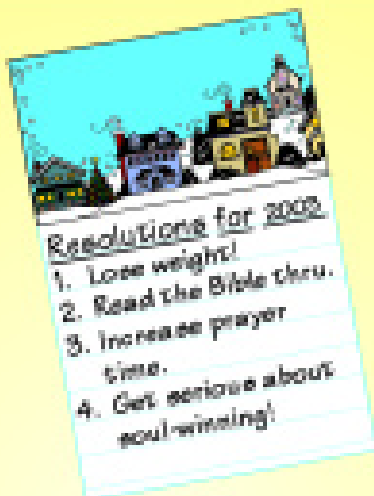 Resolutions for 2003
1. Lose weight!
2. Read the Bible thru.
3. Increase prayer
time.
4. Get serious about
soul-winning!